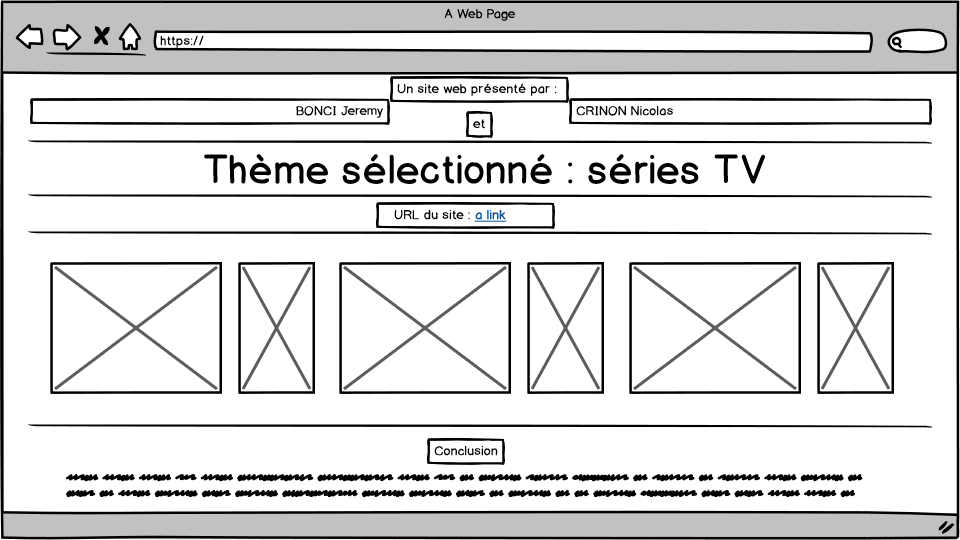 A Web Page
https://
Un site web présenté par :
BONCI Jeremy
et
CRINON Nicolas
Thème sélectionné : séries TV
URL du site : a link
Conclusion